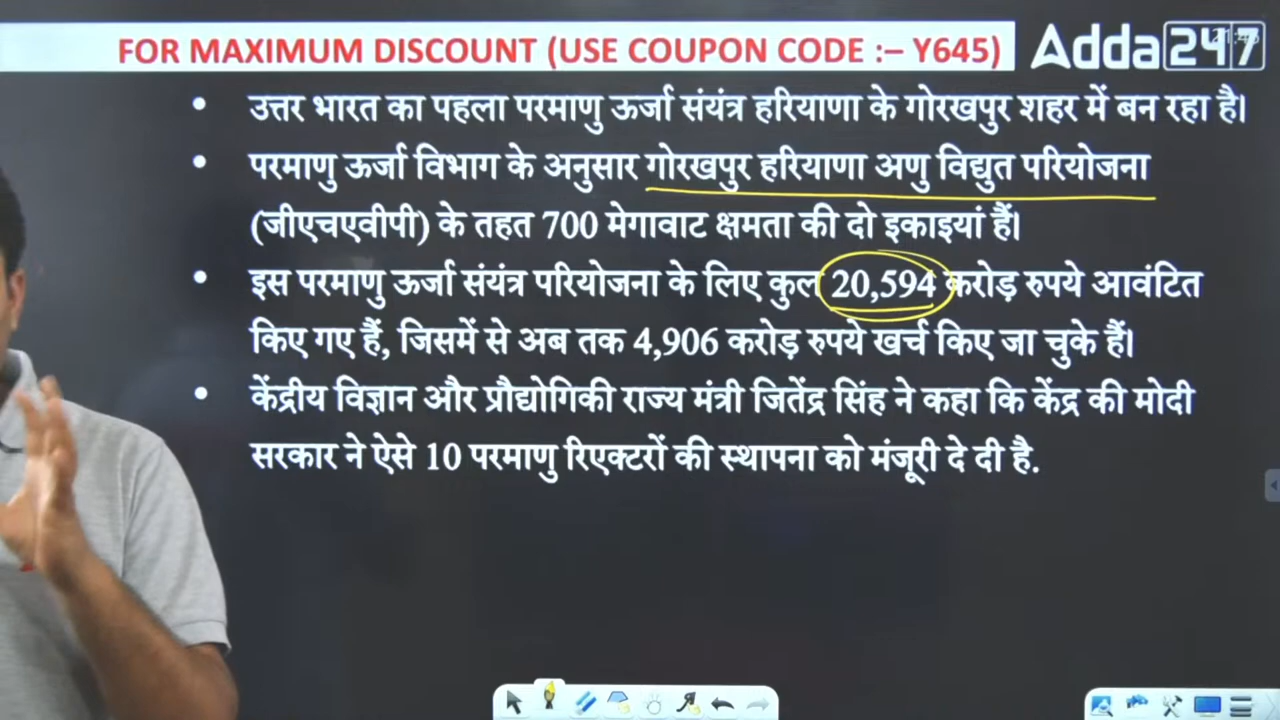 FOR MAXIMUM DISCOUNT (USE COUPON CODE :– Y645)
Adda247
उत्तर भारत का पहला परमाणु ऊर्जा संयंत्र हरियाणा के गोरखपुर शहर में बन रहा है।
परमाणु ऊर्जा विभाग के अनुसार गोरखपुर हरियाणा अणु विद्युत परियोजना
(जीएचएवीपी) के तहत 700 मेगावाट क्षमता की दो इकाइयां हैं।
इस परमाणु ऊर्जा संयंत्र परियोजना के लिए कुल 20,594 करोड़ रुपये आवंटित
किए गए हैं, जिसमें से अब तक 4,906 करोड़ रुपये खर्च किए जा चुके हैं।
केंद्रीय विज्ञान और प्रौद्योगिकी राज्य मंत्री जितेंद्र सिंह ने कहा कि केंद्र की मोदी
सरकार ने ऐसे 10 परमाणु रिएक्टरों की स्थापना को मंजूरी दे दी है.